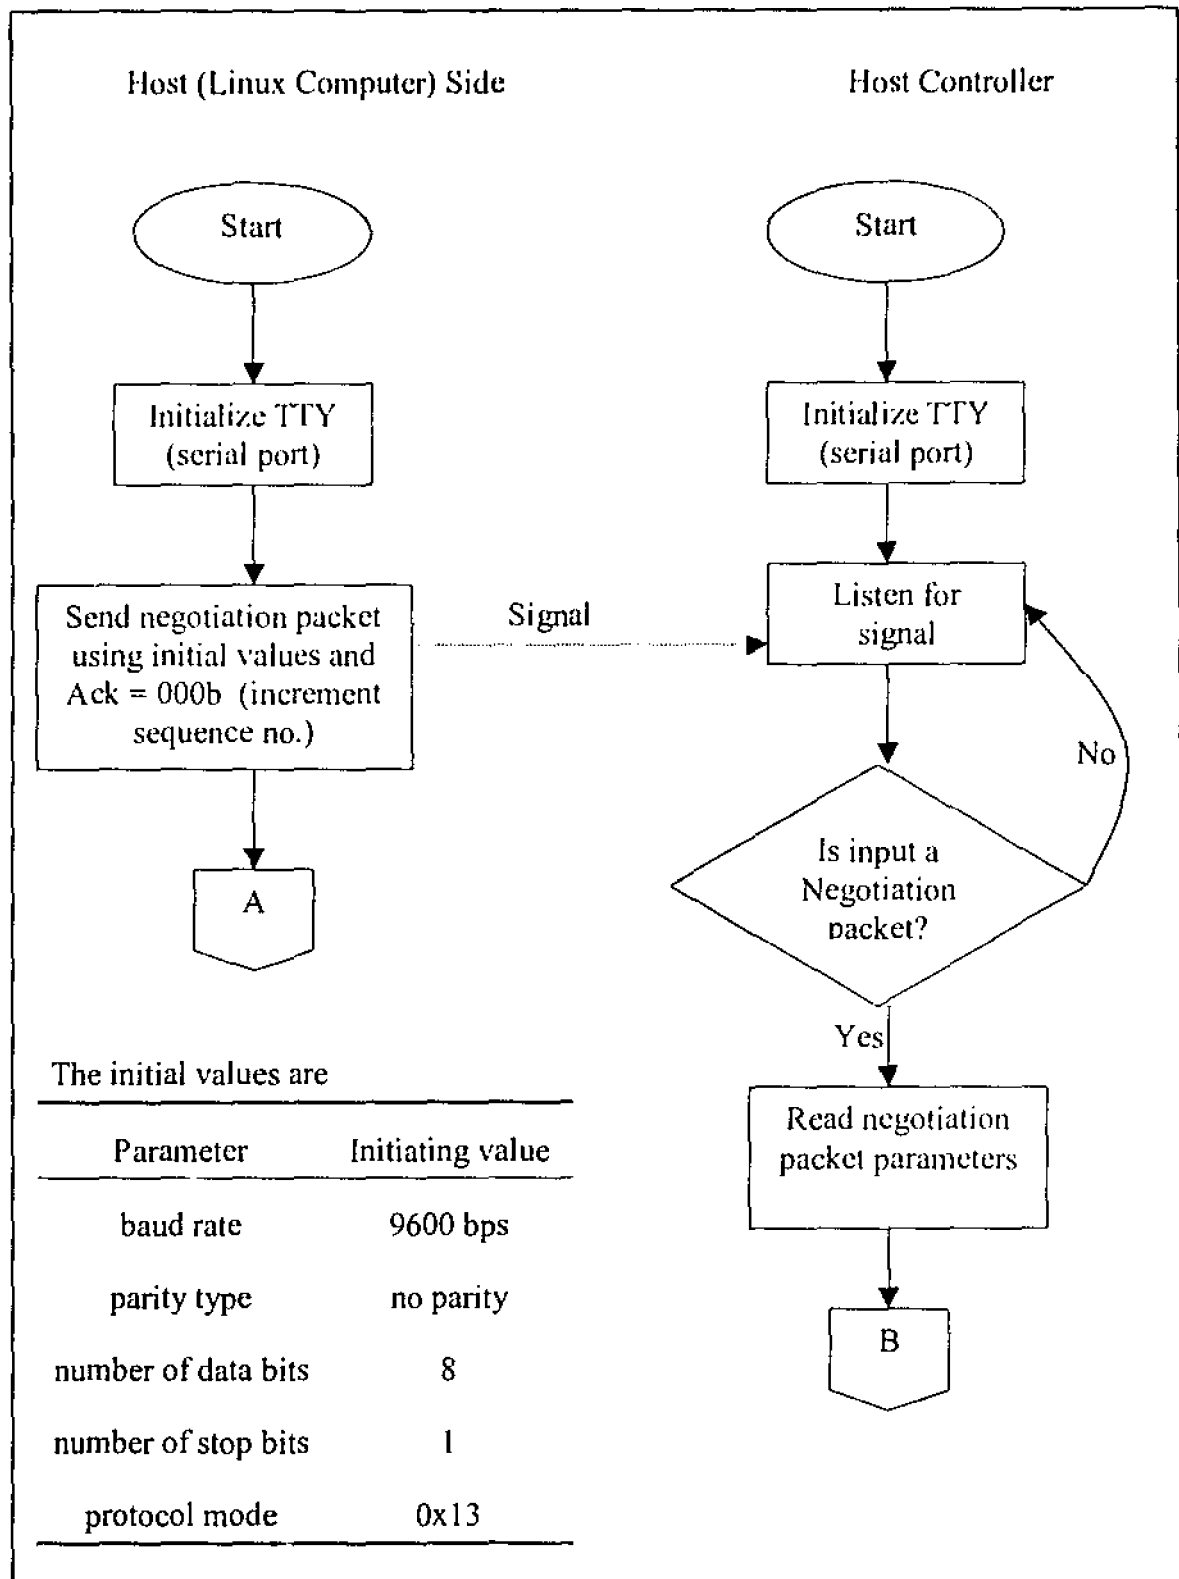 Host (Linux Computer) Side
Host Controller
Start
Start
Initialize TTY
(serial port)
Initialize TTY
(serial port)
Send negotiation packet
using initial values and
Ack = 000b (increment
sequence no.)
Signal
Listen for
signal
No
Is input a
Negotiation
packet?
A
Yes
Read negotiation
packet parameters
B
The initial values are
Parameter Initiating value
baud rate 9600 bps
parity type no parity
number of data bits 8
number of stop bits 1
protocol mode 0x13